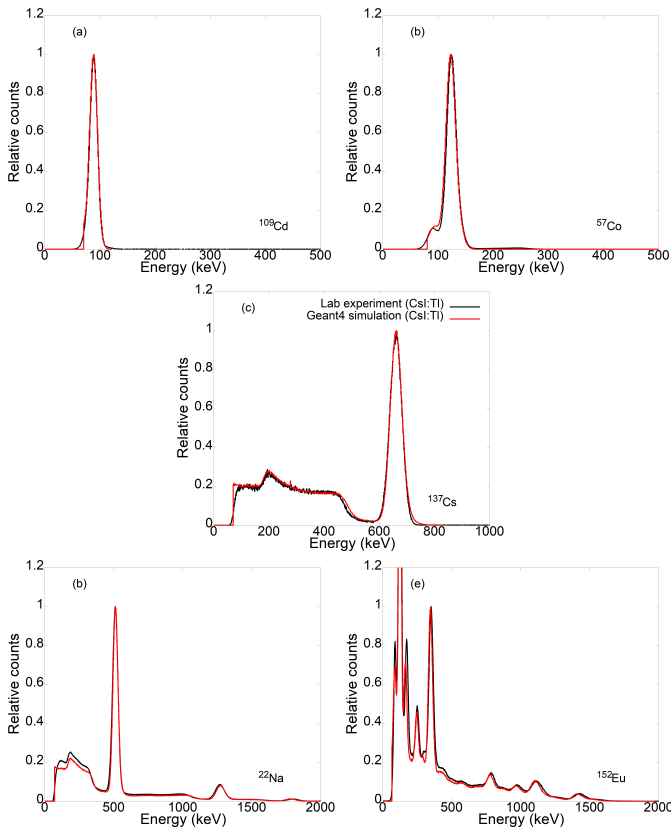 1.2
(a)
1
0.8
0.6
0.4
0.2
0
0 100 200 300 400 500
Relative counts
Energy (keV)
109Cd
1.2
(b)
1
0.8
0.6
0.4
0.2
0
0 100 200 300 400 500
Relative counts
Energy (keV)
57Co
1.2
(c)
Lab experiment (CsI:Tl)
Geant4 simulation (CsI:Tl)
1
0.8
0.6
0.4
0.2
0
0 200 400 600 800 1000
Relative counts
Energy (keV)
137Cs
1.2
(b)
1
0.8
0.6
0.4
0.2
0
0 500 1000 1500 2000
Relative counts
Energy (keV)
22Na
1.2
(e)
1
0.8
0.6
0.4
0.2
0
0 500 1000 1500 2000
Relative counts
Energy (keV)
152Eu